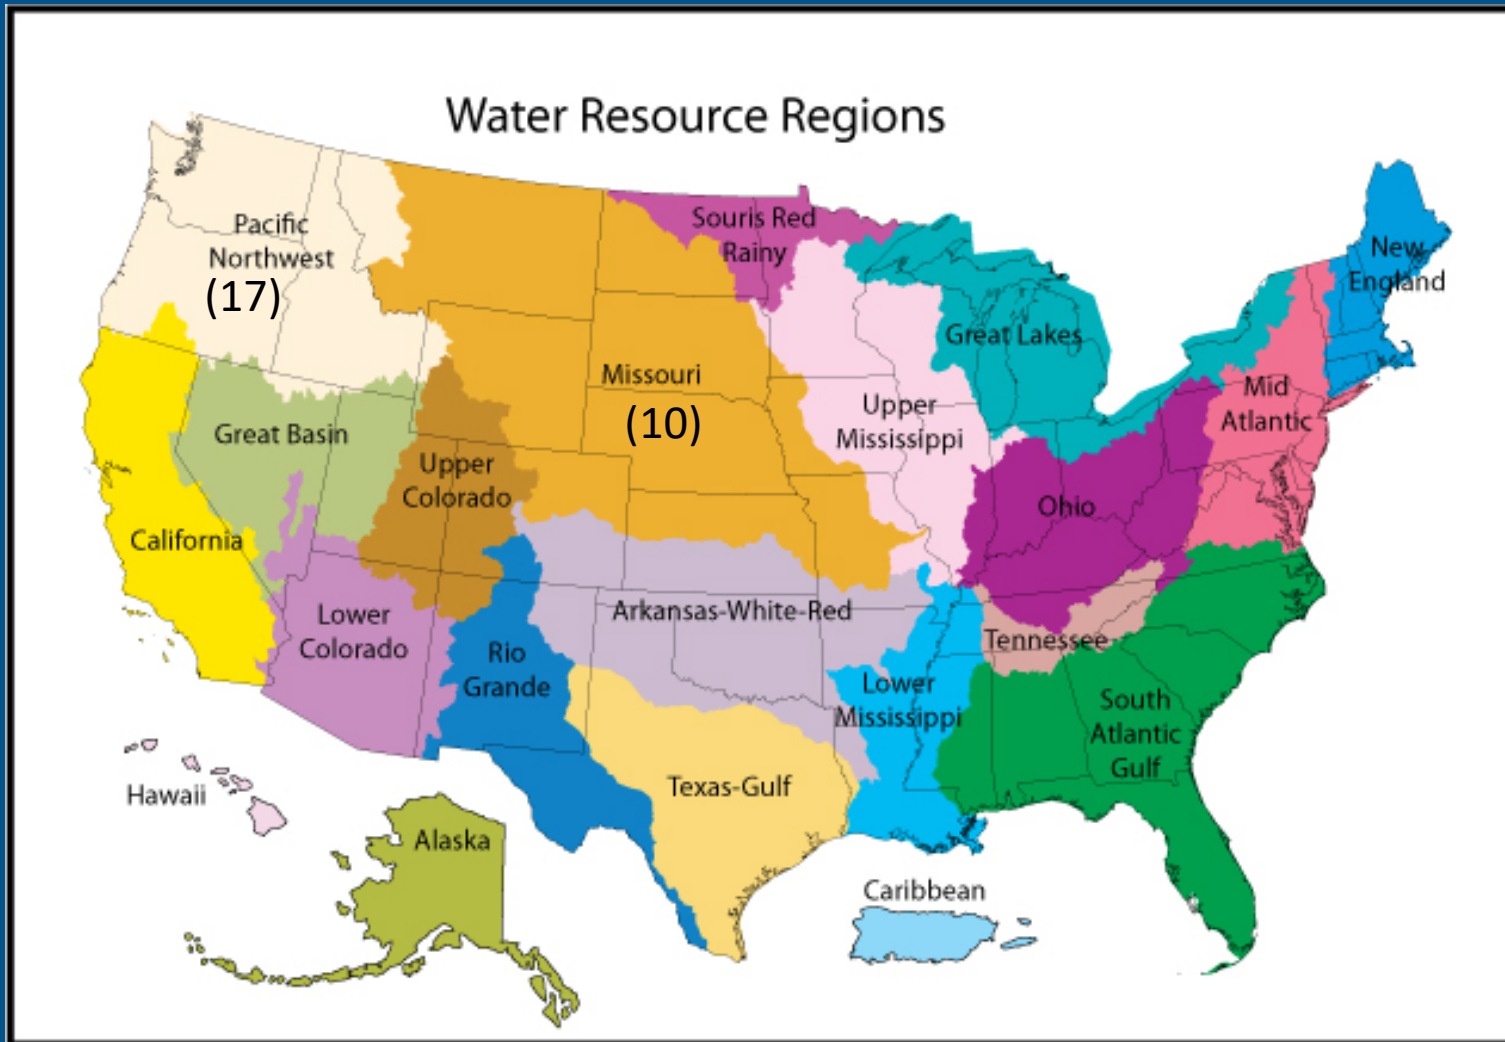 Water Resource Regions
Pacific
Northwest
(17)
Souris Red
Rainy
New
England
Great Lakes
Missouri
(10)
Mid
Atlantic
Upper
Mississippi
Great Basin
Upper
Colorado
Ohio
California
Arkansas-White-Red
Lower
Colorado
Tennessee
Rio
Grande
Lower
Mississippi
South
Atlantic
Gulf
Texas-Gulf
Hawaii
Alaska
Caribbean